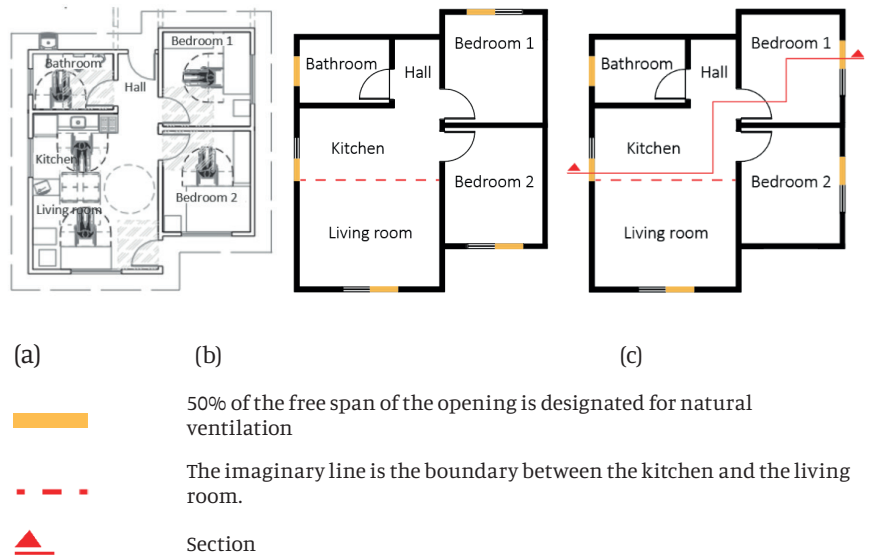 Bedroom 1
Bathroom
Hall
Kitchen
Living room
Bedroom 2
Bedroom 1
Bathroom
Hall
Kitchen
Bedroom 2
Living room
Bedroom 1
Bathroom
Hall
Kitchen
Bedroom 2
Living room
(a)
(b)
(c)
50% of the free span of the opening is designated for natural
ventilation
The imaginary line is the boundary between the kitchen and the living
room.
Section